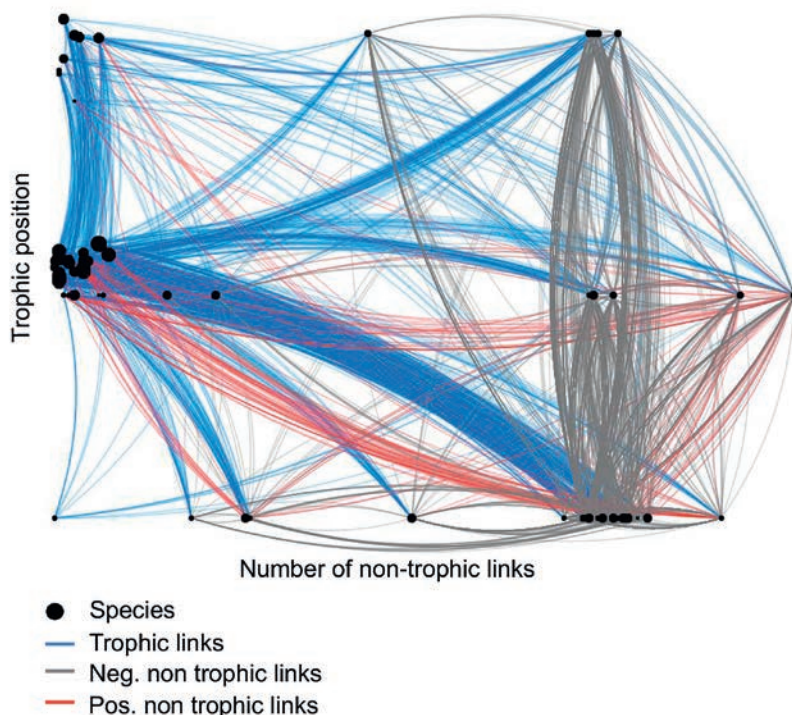 Trophic position
Number of non-trophic links
Species
Trophic links
Neg. non trophic links
Pos. non trophic links